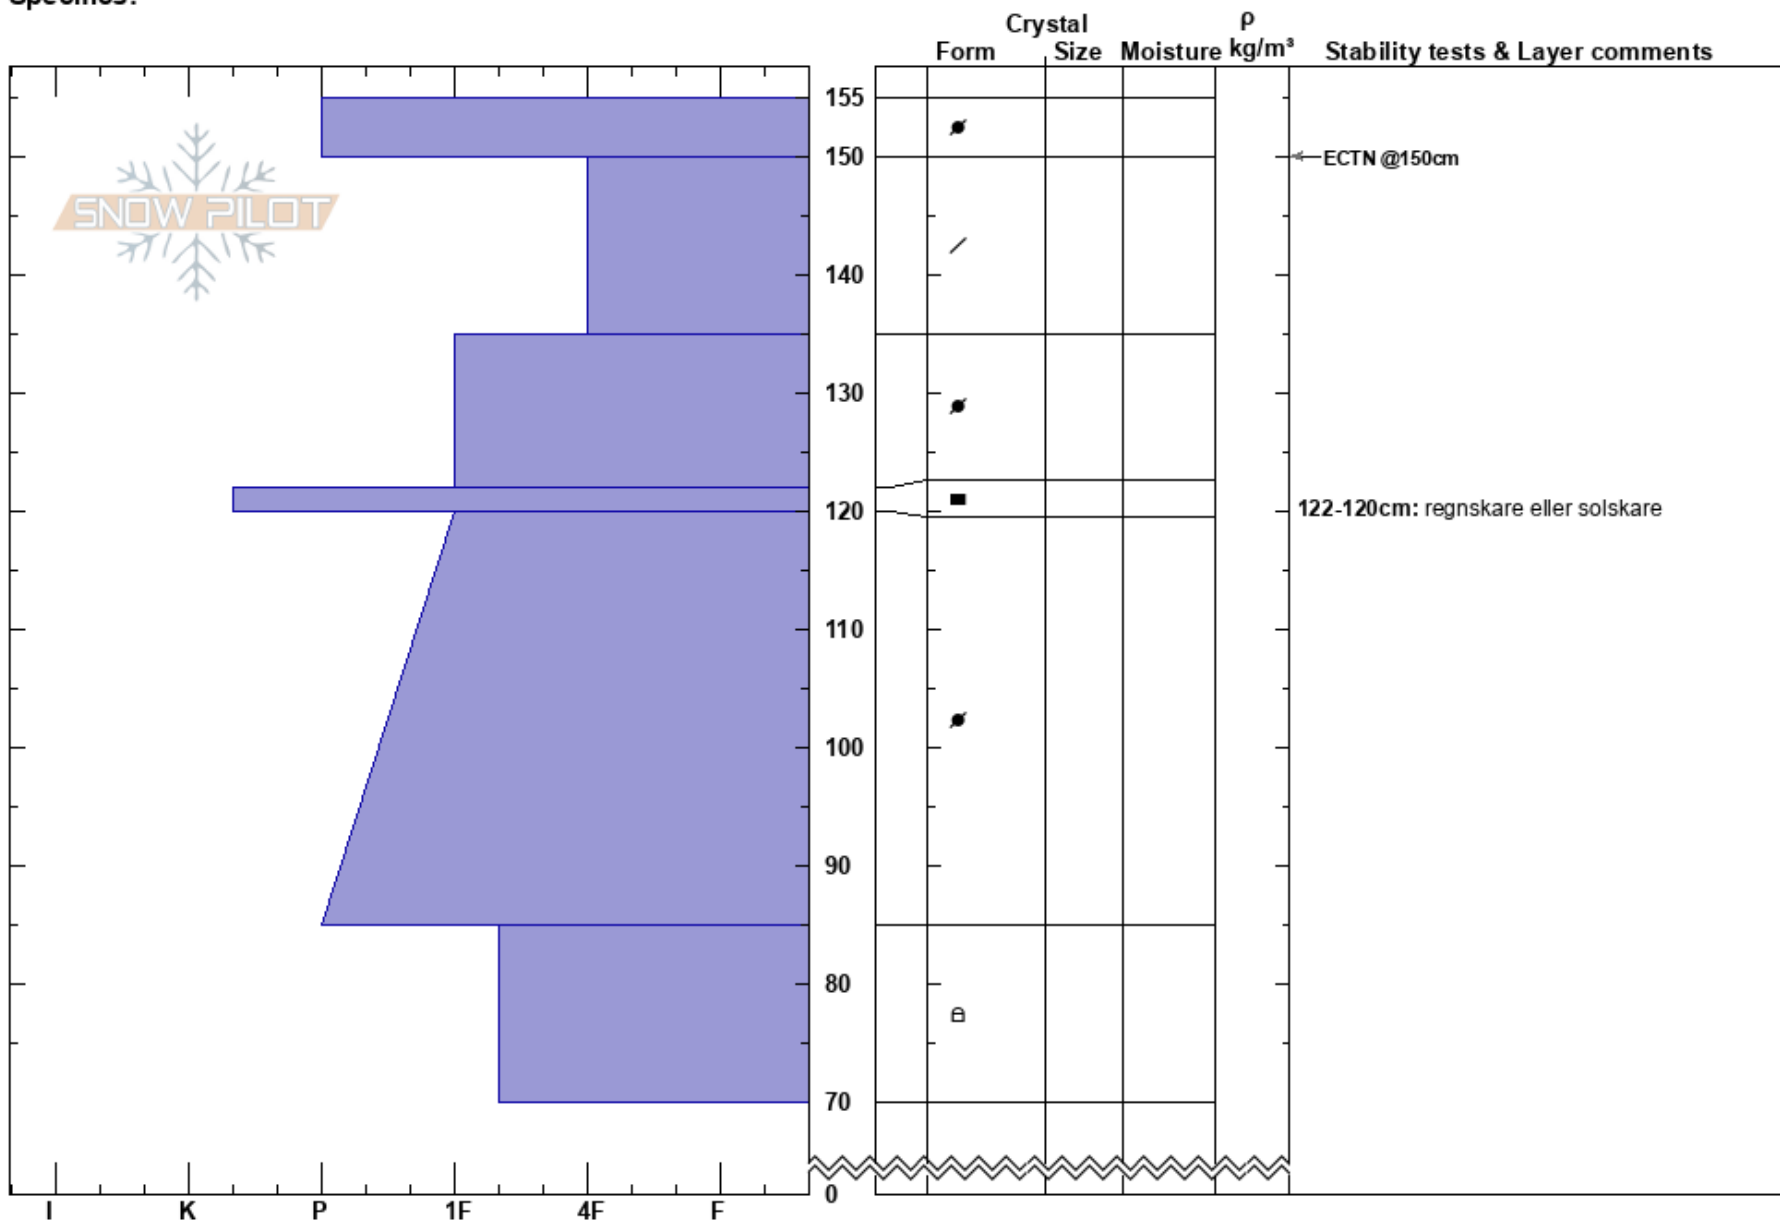 Specifics:
Crystal
ρ
Form Size Moisture kg/m³ Stability tests & Layer comments
155
150
ECTN @150cm
SNOW PILOT
140
130
120
122-120cm: regnskare eller solskare
110
100
90
80
70
0
I K P 1F 4F F